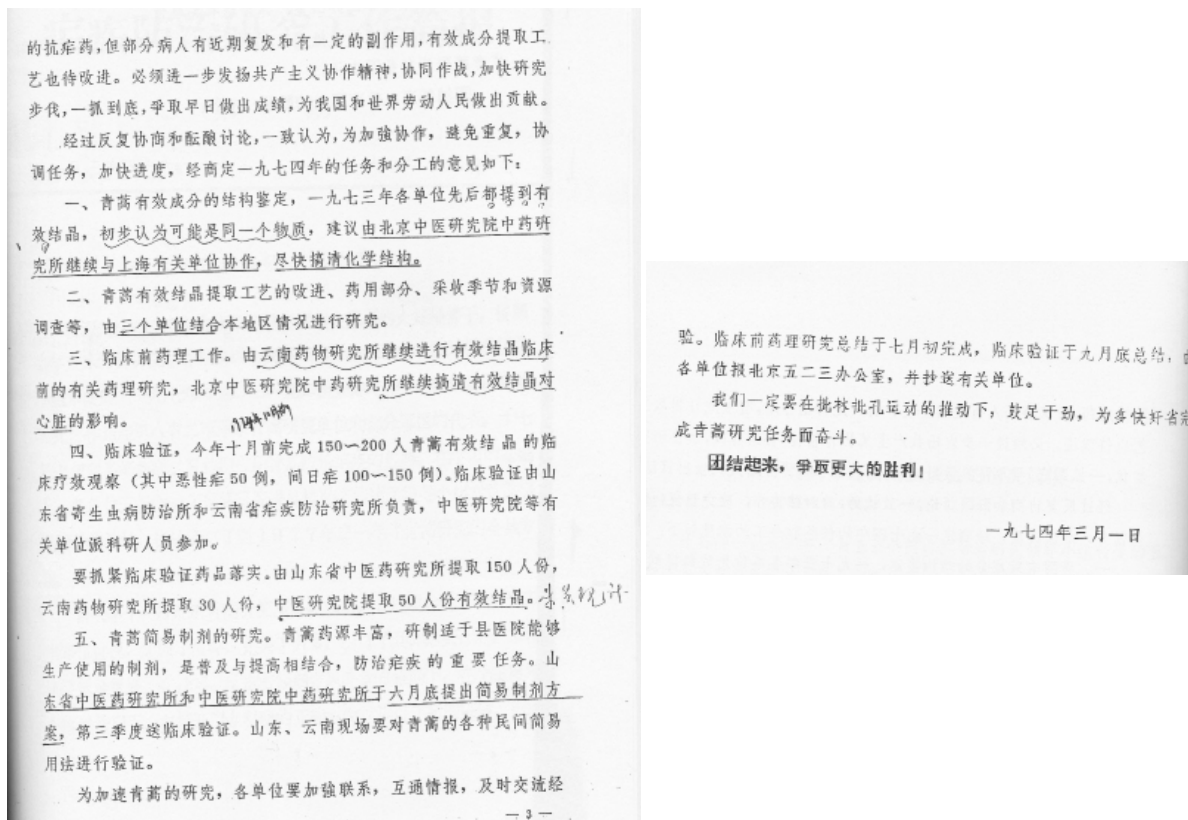 的抗疟药,但部分病人有近期复发和有一定的副作用,有效成分提取工
艺也待改进。必须进一步发扬共产主义协作精神,协同作战,加快研究
步伐,一抓到底,争取早日做出成绩,为我国和世界劳动人民做出贡献。
经过反复协商和酝酿讨论,一致认为,为加強协作,避免重复,协
调任务,加快进度,经商定一九七四年的任务和分工的意见如下:
一、青蒿有效成分的结构鉴定,一九七三年各单位先后都提到有
效结晶,初步认为可能是同一个物质,建议由北京中医研究院中药研
究所继续与上海有关单位协作,尽快搞清化学结构。
二、青蒿有效结晶提取工艺的改进、药用部分、采收季节和资源
调查等,由三个单位结合本地区情况进行研究。
三、临床前药理工作。由云南药物研究所继续进行有效结晶临床
前的有关药理研究,北京中医研究院中药研究所继续搞清有效结晶对
心脏的影响。
四、临床验证,今年十月前完成150—200人青蒿有效结晶的临
床疗效观察(其中恶性疟50例,间日疟100—150例)。临床验证由山
东省寄生虫病防治所和云南省疟疾防治研究所负责,中医研究院等有
关单位派科研人员参加。
要抓紧临床验证药品落实。由山东省中医药研究所提取150人份,
云南药物研究所提取30人份,中医研究院提取50人份有效结晶。
五、青蒿简易制剂的研究。青蒿药源丰富,研制适于县医院能够
生产使用的制剂,是普及与提高相结合,防治疟疾的重要任务。山
东省中医药研究所和中医研究院中药研究所于六月底提出简易制剂方
案,第三季度送临床验证。山东、云南现场要对青蒿的各种民间简易
用法进行验证。
为加速青蒿的研究,各单位要加強联系,互通情报,及时交流经
— 3 —
验。临床前药理研究总结于七月初完成,临床验证于九月底总结,由
各单位报北京五二三办公室,并抄送有关单位。
我们一定要在批林批孔运动的推动下,鼓足干劲,为多快好省完
成青蒿研究任务而奋斗。
团结起来,争取更大的胜利!
一九七四年三月一日